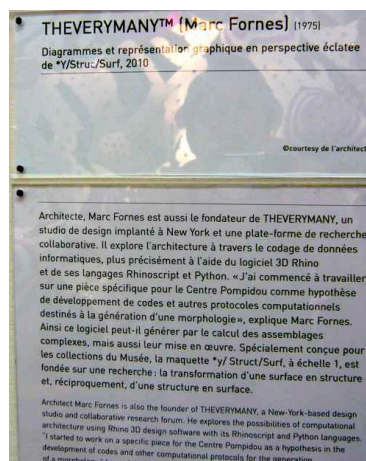 THEVERYMANY™ (Marc Fornes) (1975)
Diagrammes et représentation graphique en perspective éclatée
de *Y/Struc/Surf, 2010
©courtesy de l'architect
Architecte, Marc Fornes est aussi le fondateur de THEVERYMANY, un
studio de design implanté à New York et une plate-forme de recherche
collaborative. Il explore l'architecture à travers le codage de données
informatiques, plus précisément à l'aide du logiciel 3D Rhino
et de ses langages Rhinoscript et Python. «J'ai commencé à travailler
sur une pièce spécifique pour le Centre Pompidou comme hypothèse
de développement de codes et autres protocoles computationnels
destinés à la génération d'une morphologie», explique Marc Fornes.
Ainsi ce logiciel peut-il générer par le calcul des assemblages
complexes, mais aussi leur mise en œuvre. Spécialement conçue pour
les collections du Musée, la maquette *y/ Struct/Surf, à échelle 1, est
fondée sur une recherche : la transformation d'une surface en structure
et, réciproquement, d'une structure en surface.
Architect Marc Fornes is also the founder of THEVERYMANY, a New-York-based design
studio and collaborative research forum. He explores the possibilities of computational
architecture using Rhino 3D design software with its Rhinoscript and Python languages.
"I started to work on a specific piece for the Centre Pompidou as a hypothesis in the
development of codes and other computational protocols for the generation
of a